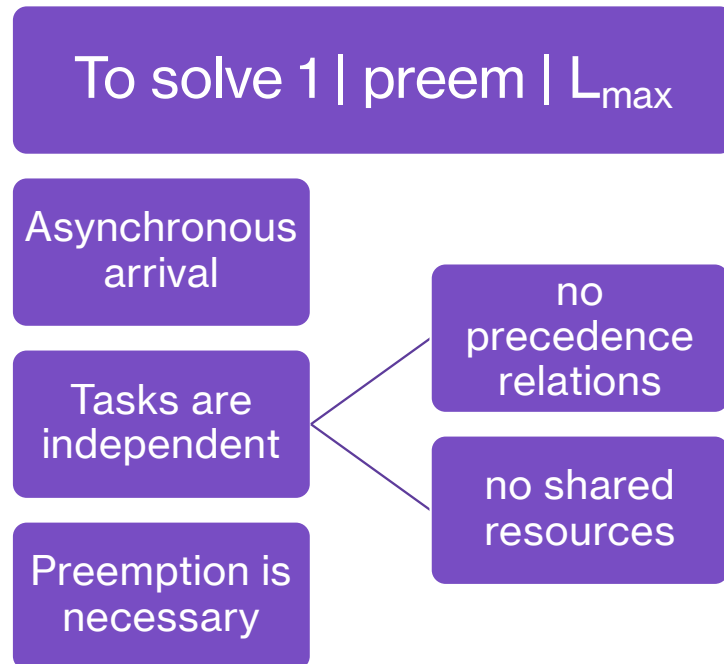 To solve 1 | preem | Lmax
Asynchronous
arrival
Tasks are
independent
no
precedence
relations
no shared
resources
Preemption is
necessary